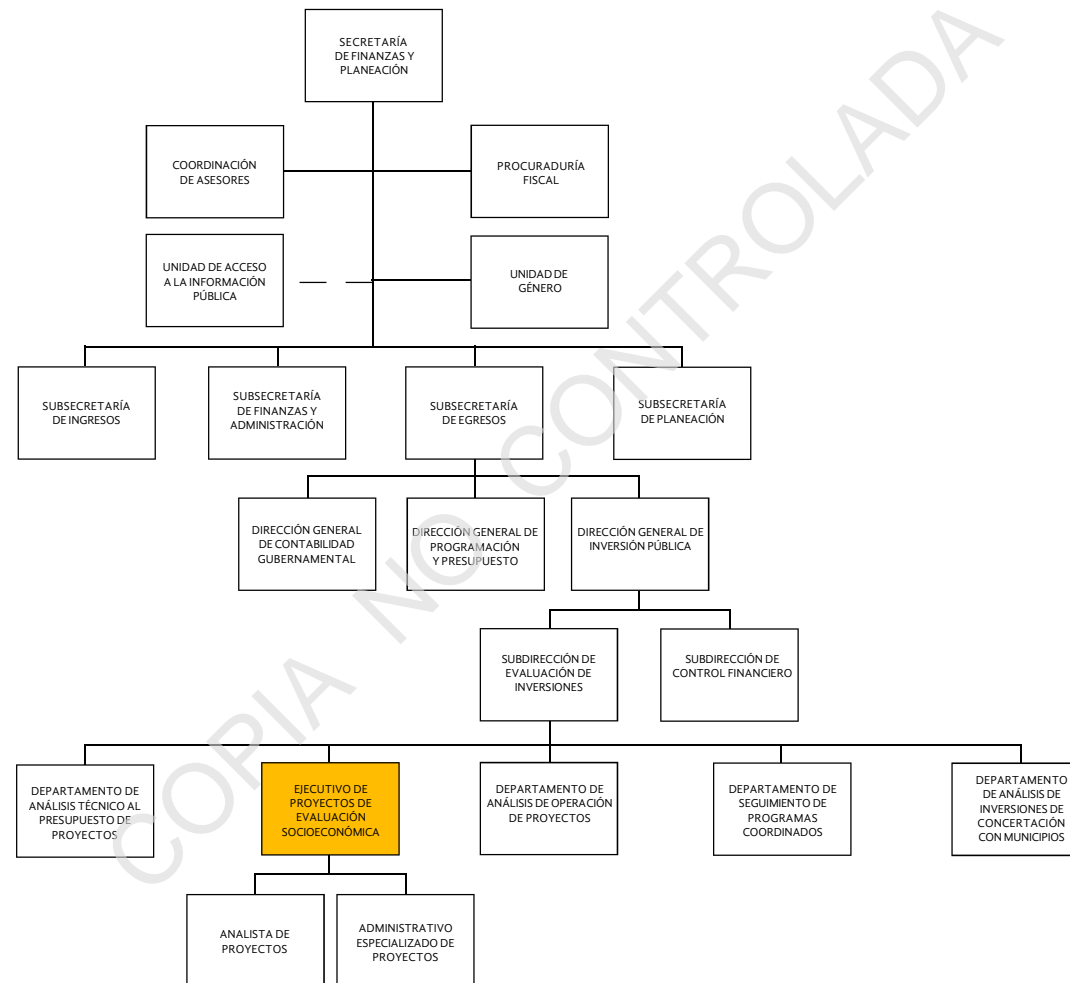 SECRETARÍA
DE FINANZAS Y
PLANEACIÓN
COORDINACIÓN
DE ASESORES
PROCURADURÍA
FISCAL
UNIDAD DE ACCESO
A LA INFORMACIÓN
PÚBLICA
UNIDAD DE
GÉNERO
SUBSECRETARÍA
DE INGRESOS
SUBSECRETARÍA
DE FINANZAS Y
ADMINISTRACIÓN
SUBSECRETARÍA
DE EGRESOS
SUBSECRETARÍA
DE PLANEACIÓN
DIRECCIÓN GENERAL
DE CONTABILIDAD
GUBERNAMENTAL
DIRECCIÓN GENERAL DE
PROGRAMACIÓN
Y PRESUPUESTO
DIRECCIÓN GENERAL DE
INVERSIÓN PÚBLICA
SUBDIRECCIÓN DE
EVALUACIÓN DE
INVERSIONES
SUBDIRECCIÓN DE
CONTROL FINANCIERO
DEPARTAMENTO DE
ANÁLISIS TÉCNICO AL
PRESUPUESTO DE
PROYECTOS
EJECUTIVO DE
PROYECTOS DE
EVALUACIÓN
SOCIOECONÓMICA
DEPARTAMENTO DE
ANÁLISIS DE OPERACIÓN
DE PROYECTOS
DEPARTAMENTO DE
SEGUIMIENTO DE
PROGRAMAS
COORDINADOS
DEPARTAMENTO
DE ANÁLISIS DE
INVERSIONES DE
CONCERTACIÓN
CON MUNICIPIOS
ANALISTA DE
PROYECTOS
ADMINISTRATIVO
ESPECIALIZADO DE
PROYECTOS
COPIA NO CONTROLADA